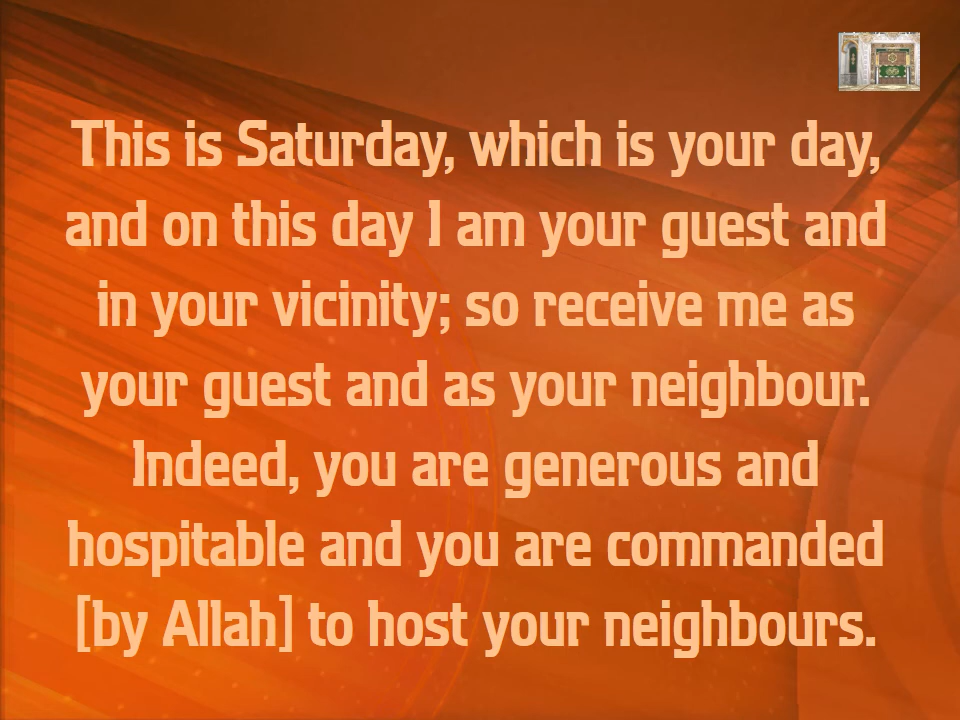 This is Saturday, which is your day,
and on this day I am your guest and
in your vicinity; so receive me as
your guest and as your neighbour.
Indeed, you are generous and
hospitable and you are commanded
[by Allah] to host your neighbours.